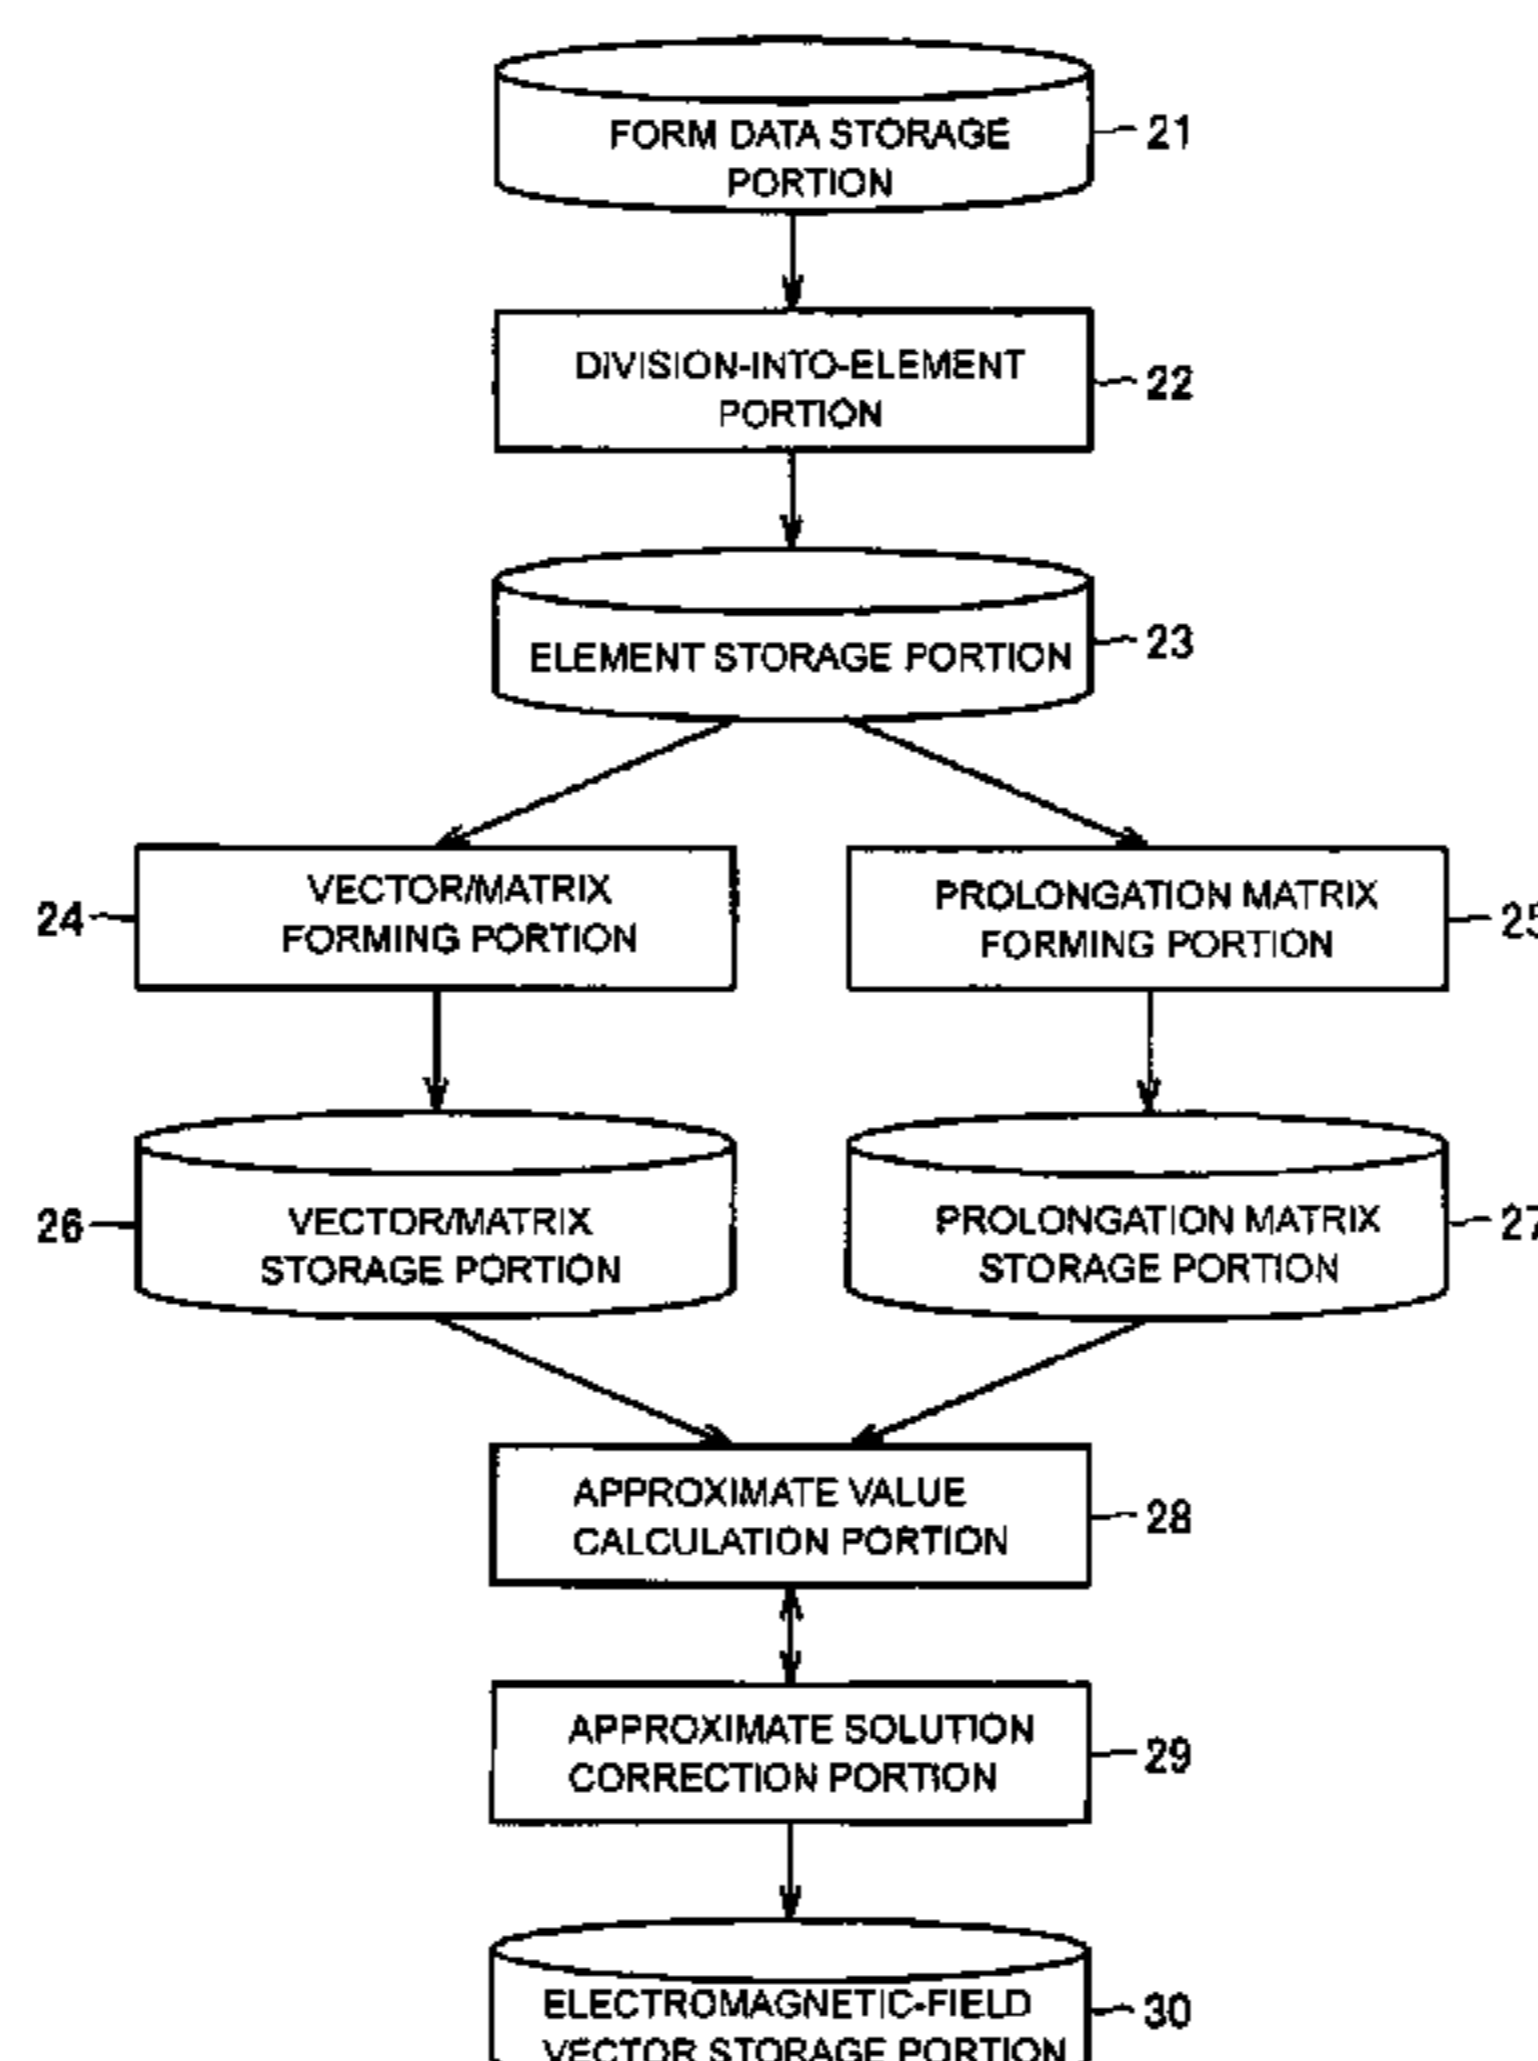 FORM DATA STORAGE
PORTION
21
DIVISION-INTO-ELEMENT
PORTION
22
ELEMENT STORAGE PORTION
23
24
VECTOR/MATRIX
FORMING PORTION
PROLONGATION MATRIX
FORMING PORTION
25
26
VECTOR/MATRIX
STORAGE PORTION
PROLONGATION MATRIX
STORAGE PORTION
27
APPROXIMATE VALUE
CALCULATION PORTION
28
APPROXIMATE SOLUTION
CORRECTION PORTION
29
ELECTROMAGNETIC-FIELD
VECTOR STORAGE PORTION
30